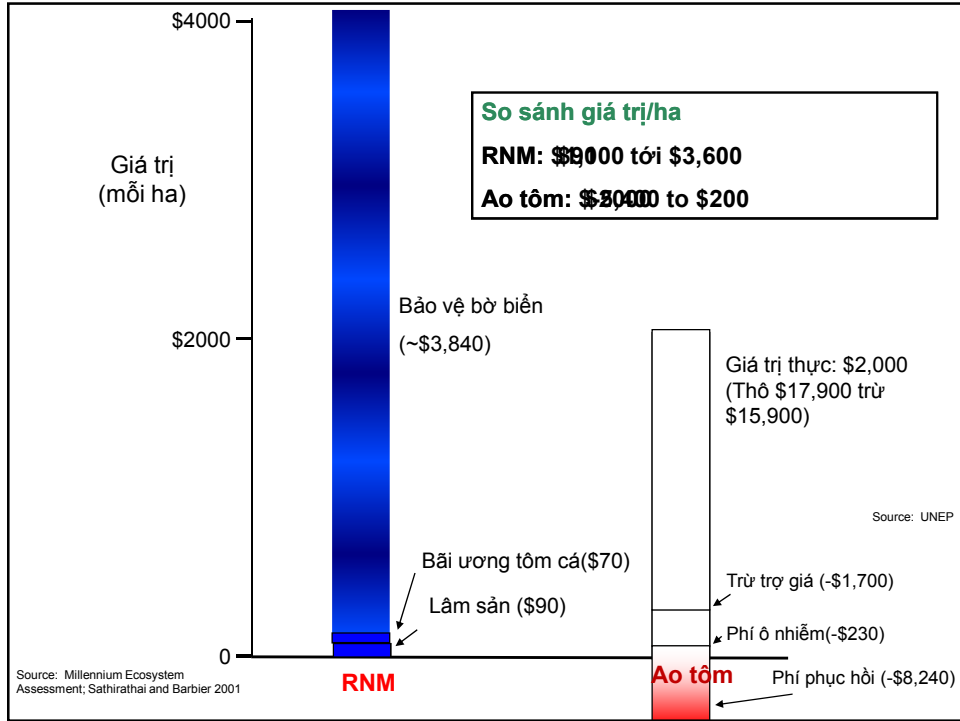 $4000
So sánh giá trị/ha
RNM: tới $3,600
Ao tôm: to $200
Giá trị
(mỗi ha)
Bảo vệ bờ biển
(~$3,840)
$2000
Giá trị thực: $2,000
(Thô $17,900 trừ
$15,900)
Source: UNEP
Bãi ương tôm cá($70)
Lâm sản ($90)
Trừ trợ giá (-$1,700)
Phí ô nhiễm(-$230)
0
Source: Millennium Ecosystem
Assessment; Sathirathai and Barbier 2001
RNM
Ao tôm
Phí phục hồi (-$8,240)